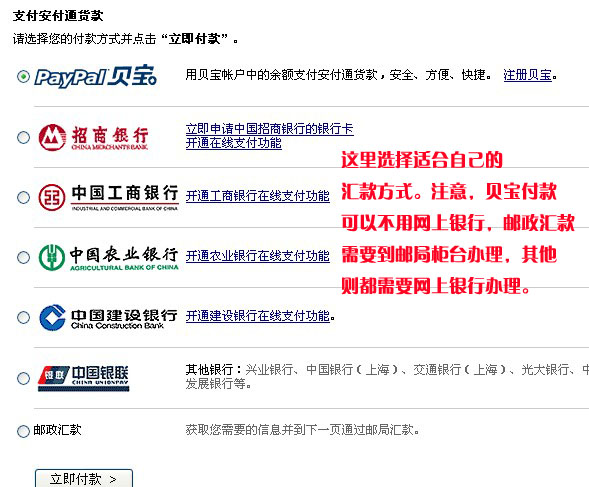 支付安付通货款
请选择您的付款方式并点击“立即付款”。
PayPal 贝宝 用贝宝帐户中的余额支付安付通货款，安全、方便、快捷。 注册贝宝。
招商银行 立即申请中国招商银行的银行卡
CHINA MERCHANTS BANK 开通在线支付功能
这里选择适合自己的
汇款方式。注意，贝宝付款
可以不用网上银行，邮政汇款
需要到邮局柜台办理，其他
则都需要网上银行办理。
中国工商银行 开通工商银行在线支付功能
INDUSTRIAL AND COMMERCIAL BANK OF CHINA
中国农业银行 开通农业银行在线支付功能
AGRICULTURAL BANK OF CHINA
中国建设银行 开通建设银行在线支付功能。
China Construction Bank
银联 中国银联 其他银行：兴业银行、中国银行（上海）、交通银行（上海）、光大银行、中
CHINA UNIONPAY 发展银行等。
邮政汇款 获取您需要的信息并到下一页通过邮局汇款。
立即付款 >